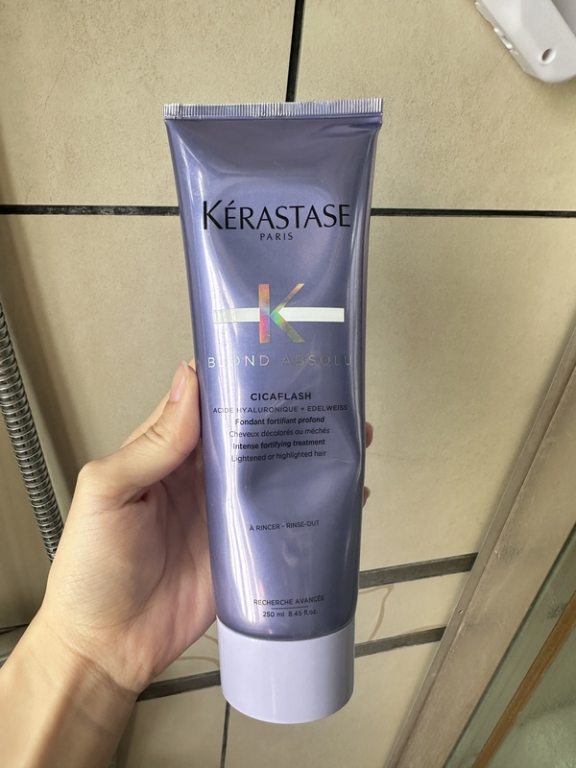 KÉRASTASE
PARIS
K
BLOND ABSOLU
CICAFLASH
ACIDE HYALURONIQUE + EDELWEISS
Fondant fortifiant profond
Cheveux décolorés ou méchés
Intense fortifying treatment
Lightened or highlighted hair
À RINCER - RINSE-OUT
RECHERCHE AVANCÉE
250 ml 8.45 fl.oz.